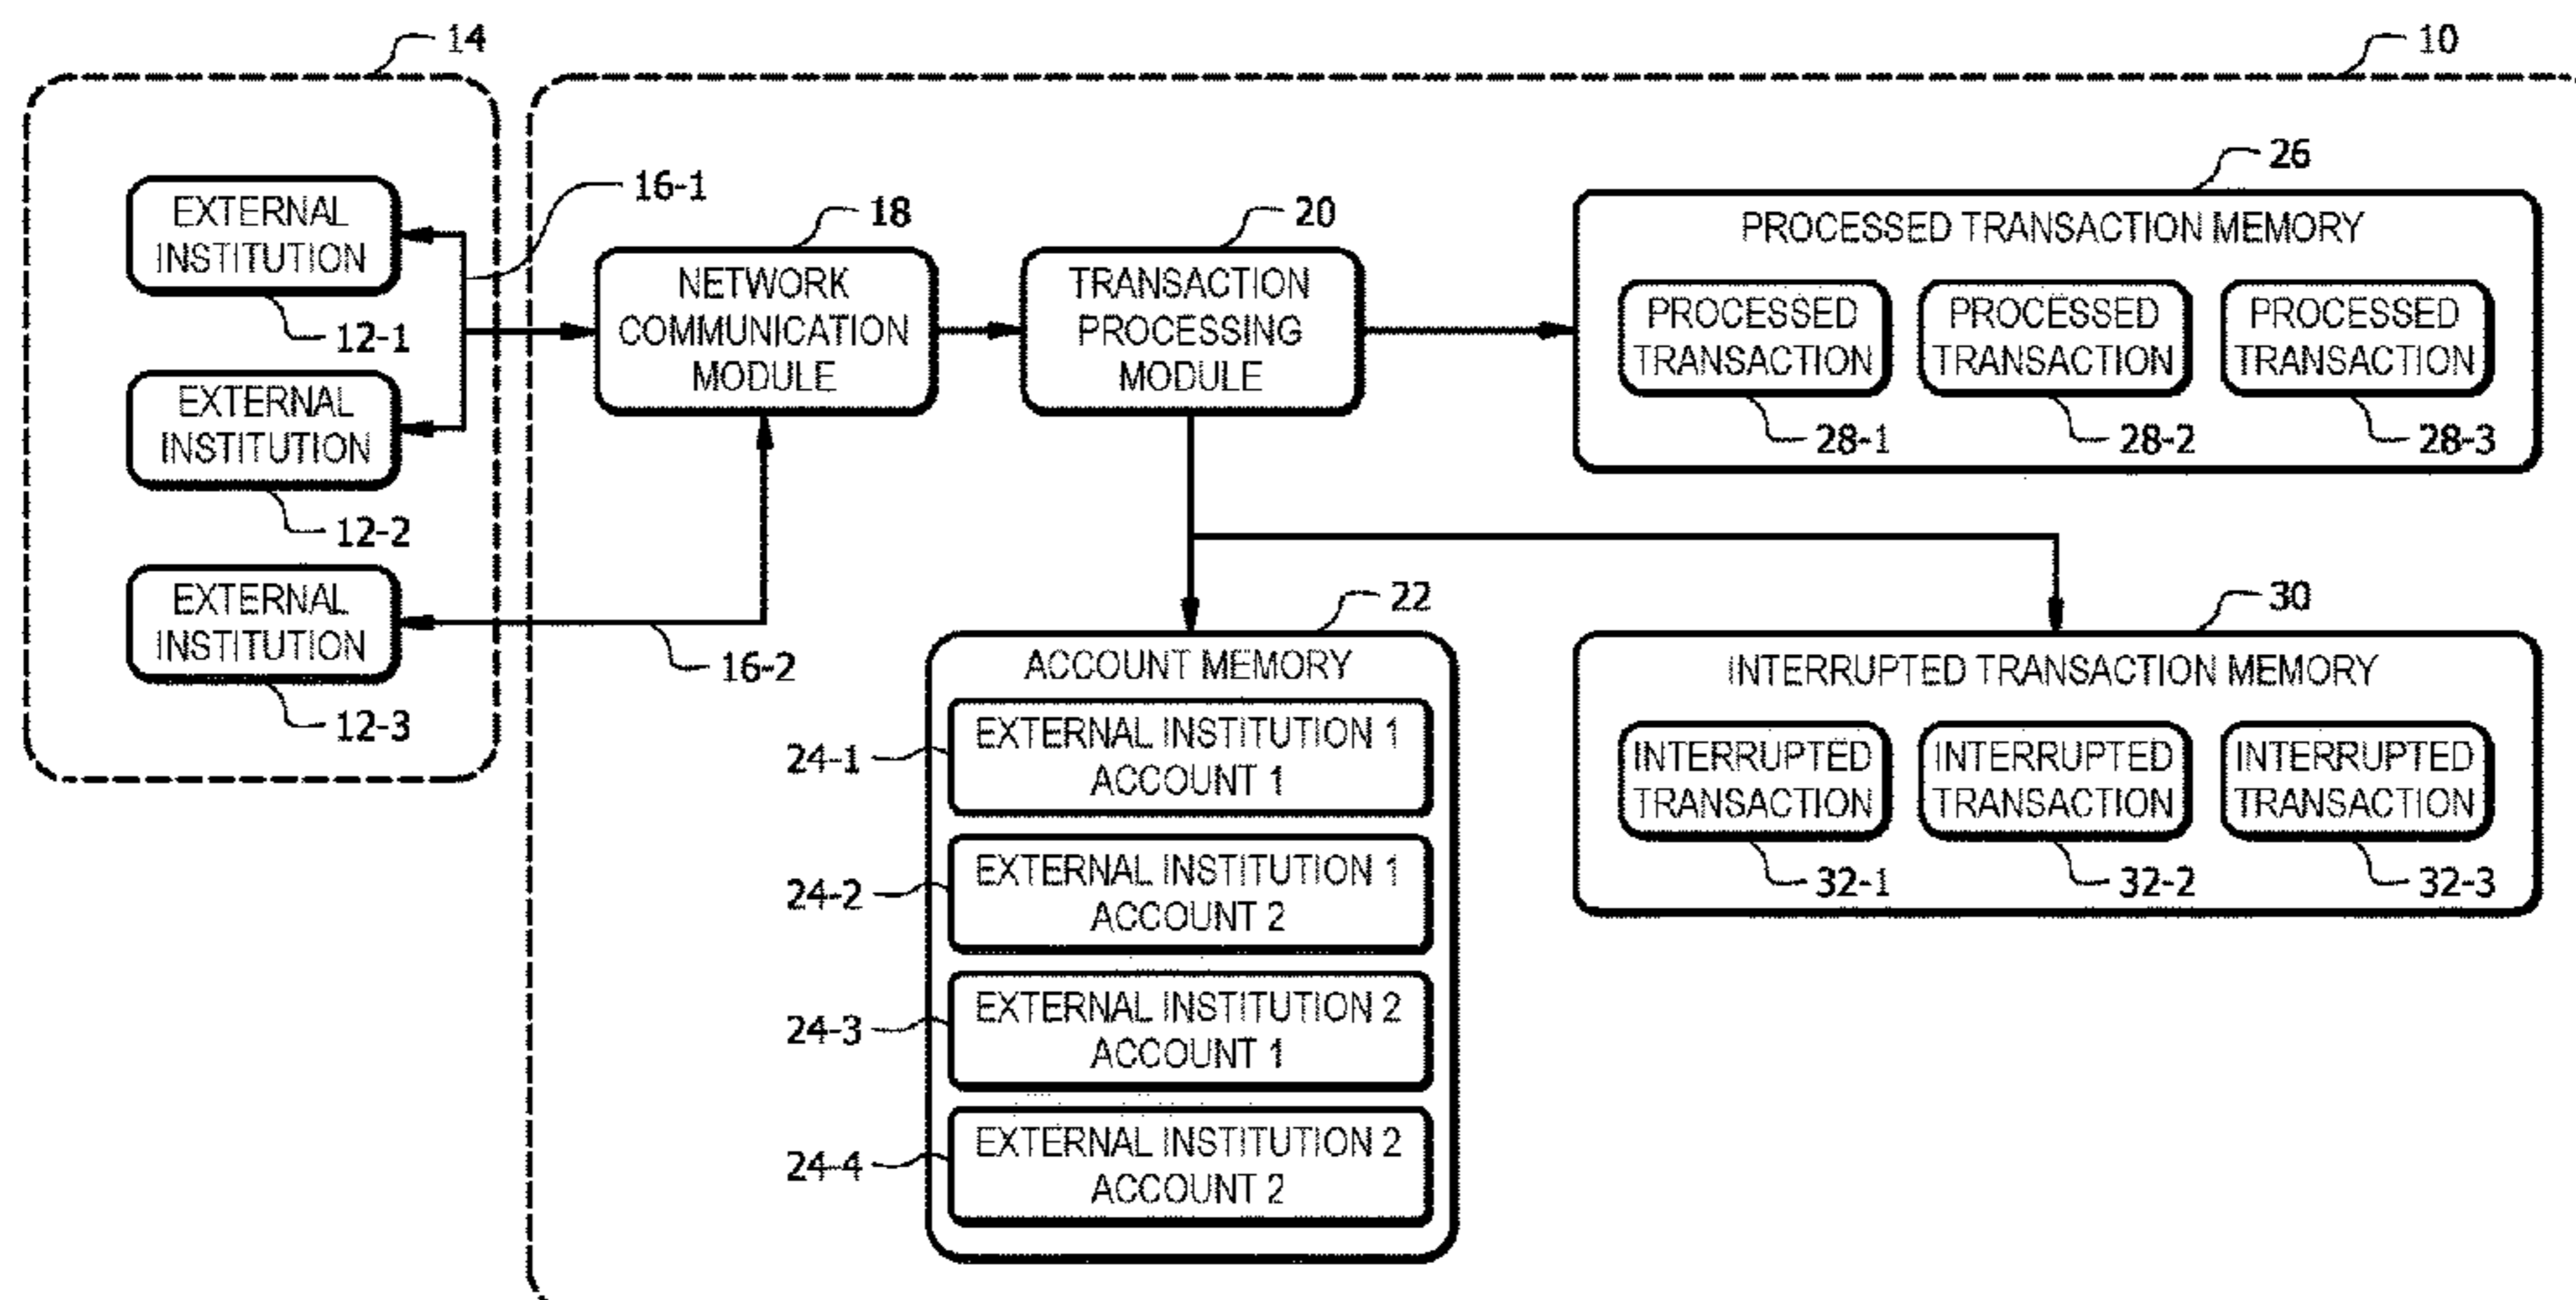 14
10
EXTERNAL
INSTITUTION
12-1
EXTERNAL
INSTITUTION
12-2
EXTERNAL
INSTITUTION
12-3
16-1
16-2
18
NETWORK
COMMUNICATION
MODULE
20
TRANSACTION
PROCESSING
MODULE
26
PROCESSED TRANSACTION MEMORY
PROCESSED
TRANSACTION
28-1
PROCESSED
TRANSACTION
28-2
PROCESSED
TRANSACTION
28-3
22
ACCOUNT MEMORY
24-1
EXTERNAL INSTITUTION 1
ACCOUNT 1
24-2
EXTERNAL INSTITUTION 1
ACCOUNT 2
24-3
EXTERNAL INSTITUTION 2
ACCOUNT 1
24-4
EXTERNAL INSTITUTION 2
ACCOUNT 2
30
INTERRUPTED TRANSACTION MEMORY
INTERRUPTED
TRANSACTION
32-1
INTERRUPTED
TRANSACTION
32-2
INTERRUPTED
TRANSACTION
32-3